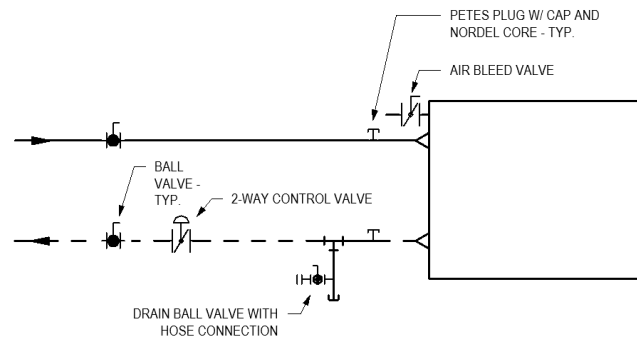 PETES PLUG W/ CAP AND
NORDEL CORE - TYP.
AIR BLEED VALVE
BALL
VALVE -
TYP.
2-WAY CONTROL VALVE
DRAIN BALL VALVE WITH
HOSE CONNECTION